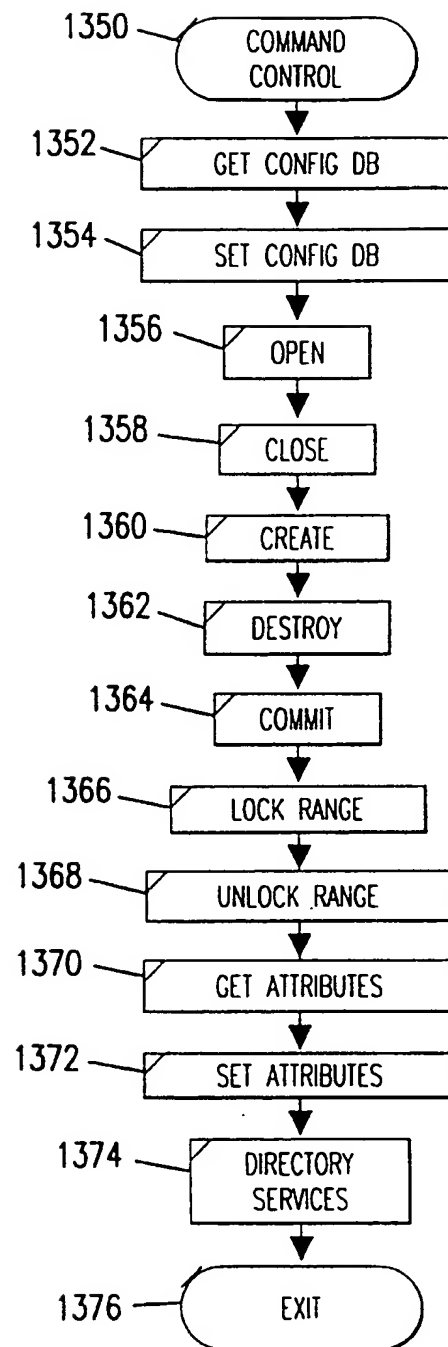 1350
COMMAND
CONTROL
1352
GET CONFIG DB
1354
SET CONFIG DB
1356
OPEN
1358
CLOSE
1360
CREATE
1362
DESTROY
1364
COMMIT
1366
LOCK RANGE
1368
UNLOCK RANGE
1370
GET ATTRIBUTES
1372
SET ATTRIBUTES
1374
DIRECTORY
SERVICES
1376
EXIT